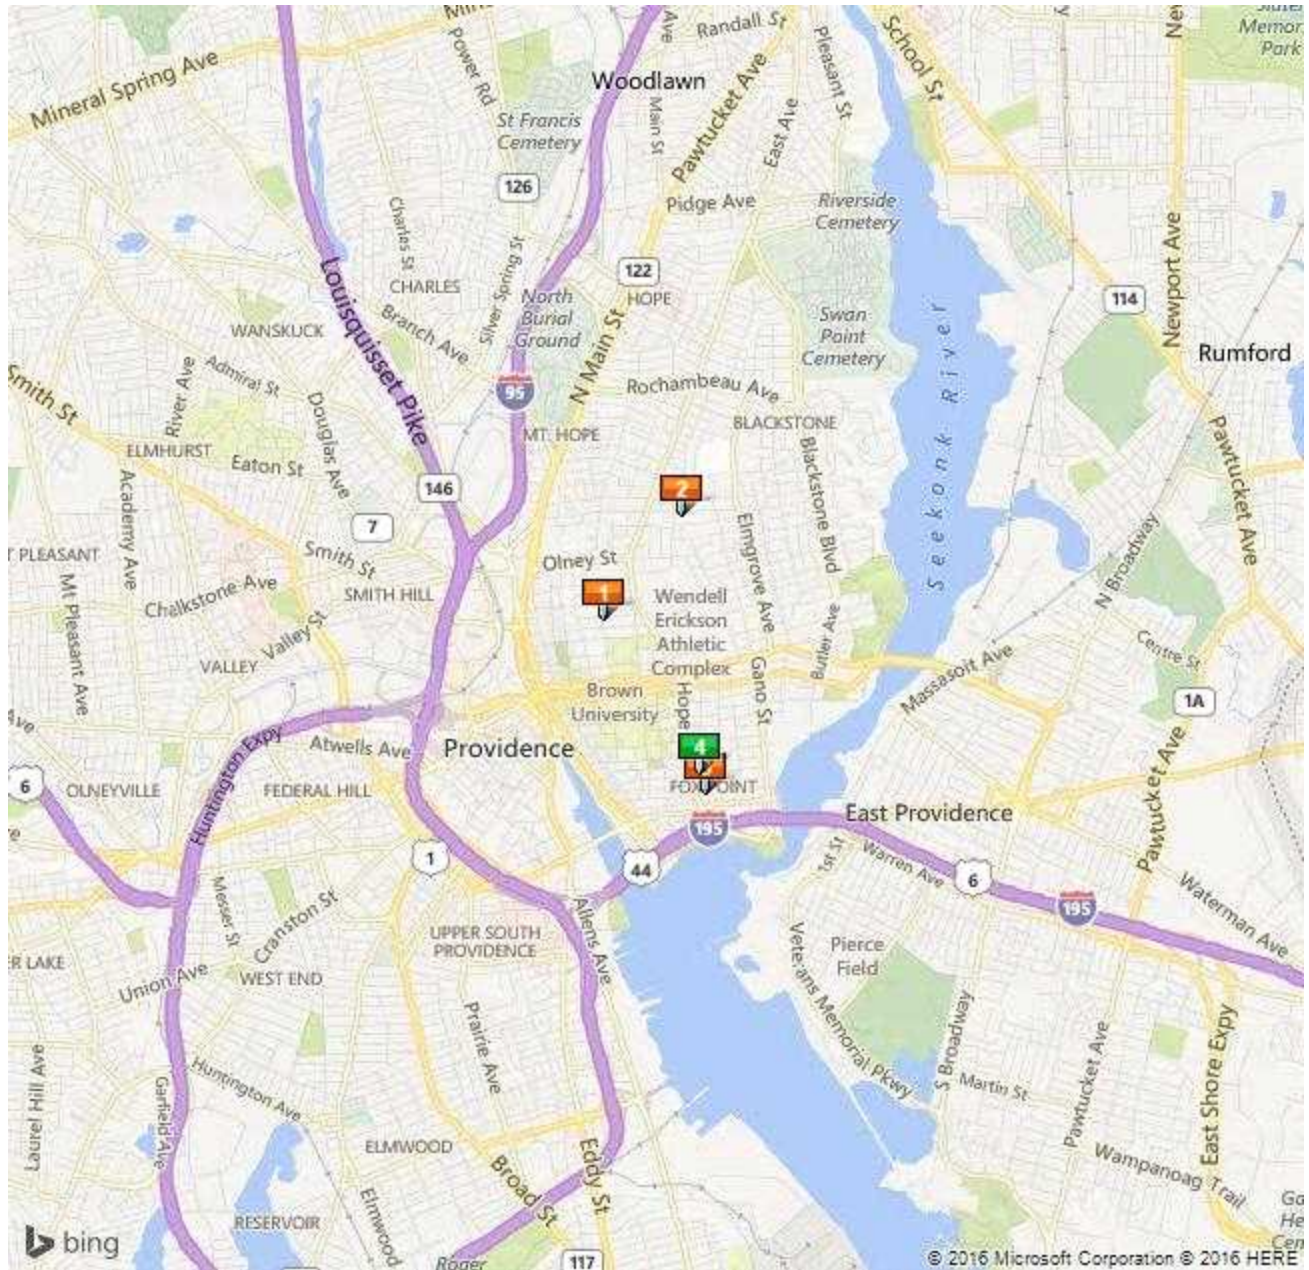 Mineral Spring Ave
Power Rd
Ave
Randall St
Pleasant St
School St
Memor
Park
Woodlawn
St Francis
Cemetery
Main St
Pawtucket Ave
East Ave
126
Pidge Ave
Riverside
Cemetery
Charles St
Silver Spring St
122
Louisquisset Pike
CHARLES
North
Burial
Ground
HOPE
114
Newport Ave
WANSKUCK
Branch Ave
N Main St
Swan
Point
Cemetery
Seekonk River
Rumford
Smith St
River Ave
Admiral St
95
Rochambeau Ave
Douglas Ave
MT. HOPE
BLACKSTONE
Pawtucket Ave
ELMHURST
Eaton St
Blackstone Blvd
Academy Ave
146
2
7
Elmgrove Ave
N Broadway
PLEASANT
Smith St
Olney St
Mt Pleasant Ave
Chalkstone Ave
SMITH HILL
1
Wendell
Erickson
Athletic
Complex
Butler Ave
Valley St
Centre St
VALLEY
Massasoit Ave
Brown
University
Hope
Gano St
1A
Ave
Huntington Expy
Atwells Ave
Providence
4
6
OLNEYVILLE
FEDERAL HILL
Pawtucket Ave
East Providence
195
1
44
1st St
Warren Ave
6
195
Waterman Ave
Messer St
Cranston St
Allens Ave
UPPER SOUTH
PROVIDENCE
Pierce
Field
R LAKE
Union Ave
WEST END
Veterans Memorial Pkwy
Prairie Ave
S Broadway
Pawtucket Ave
East Shore Expy
Laurel Hill Ave
Garfield Ave
Huntington Ave
Martin St
ELMWOOD
Broad St
Eddy St
Wampanoag Trail
RESERVOIR
Elmwood
bing
117
© 2016 Microsoft Corporation © 2016 HERE